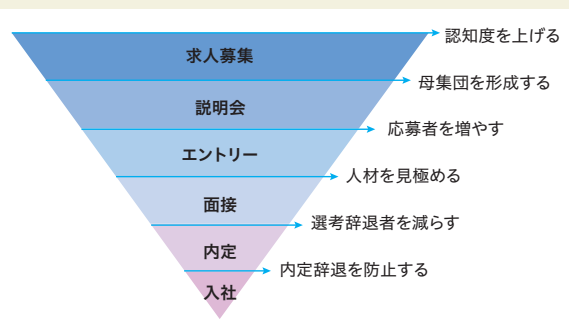 認知度を上げる
求人募集
母集団を形成する
説明会
応募者を増やす
エントリー
人材を見極める
面接
選考辞退者を減らす
内定
内定辞退を防止する
入社